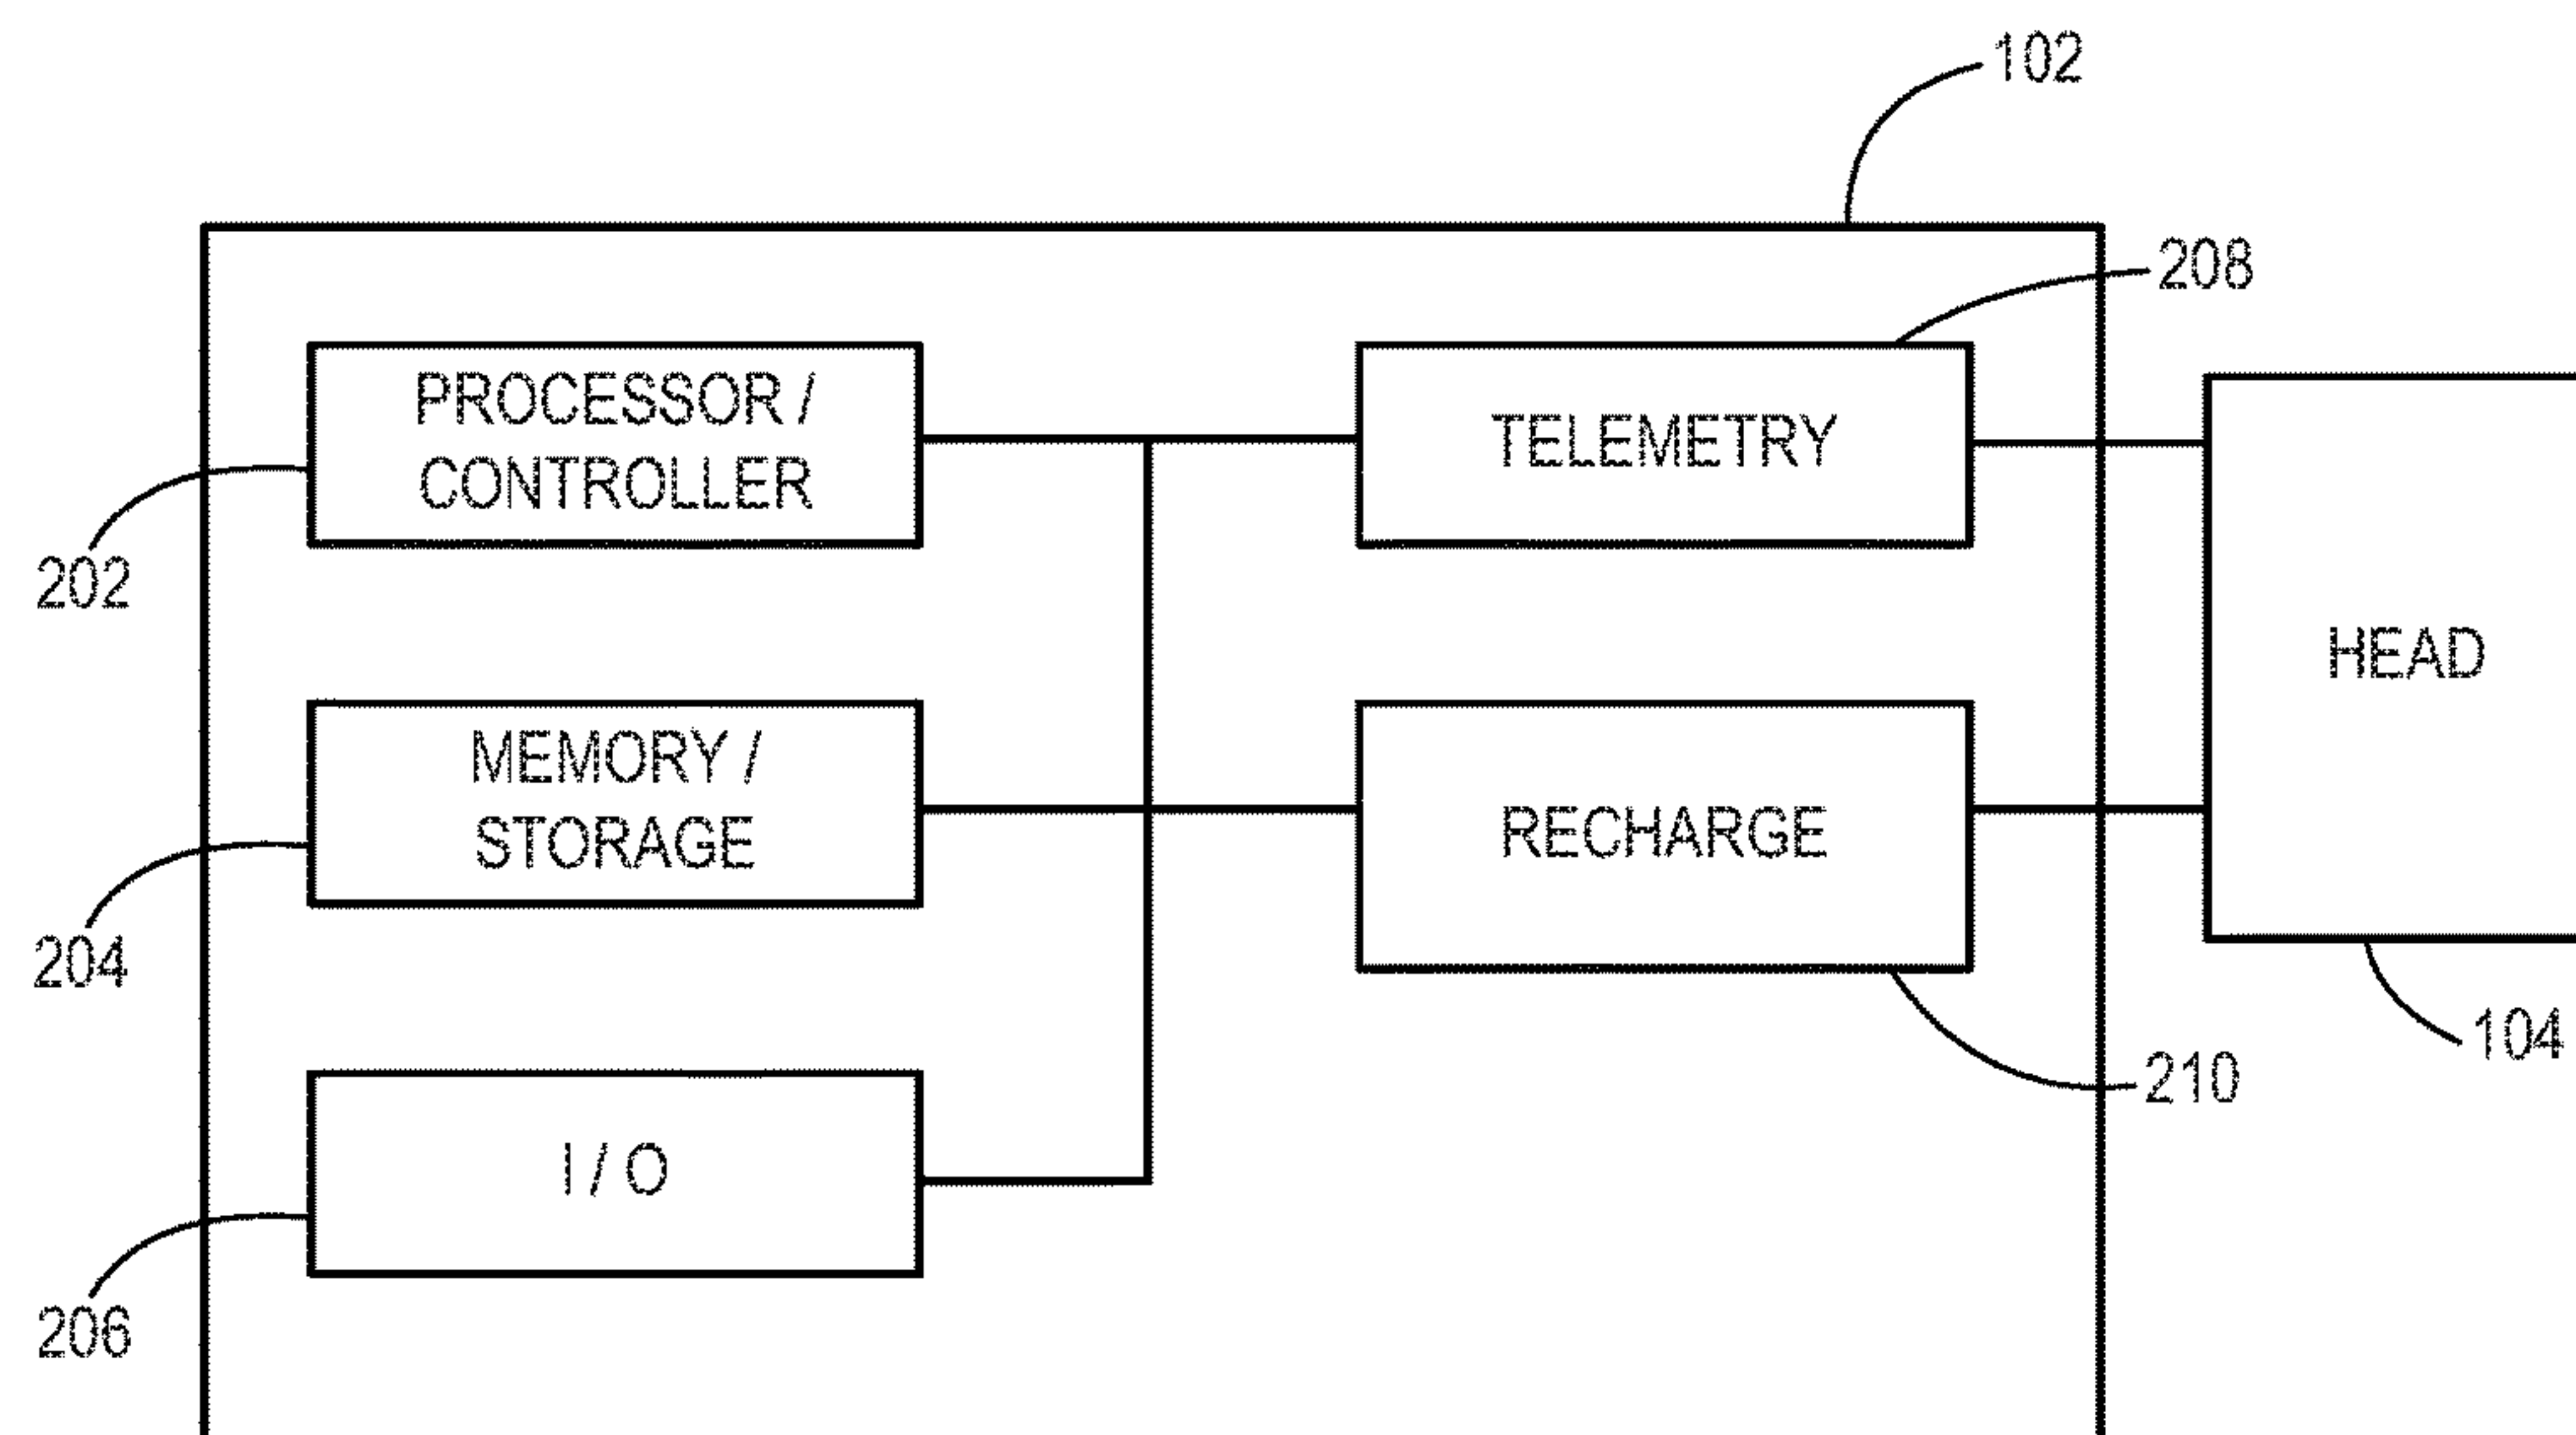 102
208
PROCESSOR /
CONTROLLER
TELEMETRY
202
HEAD
MEMORY /
STORAGE
RECHARGE
204
104
210
I / O
206